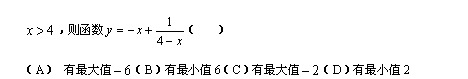 x>4，则函数 y=-x+\frac{1}{4-x}（　　）
（A） 有最大值－6（B）有最小值6（C）有最大值－2（D）有最小值2